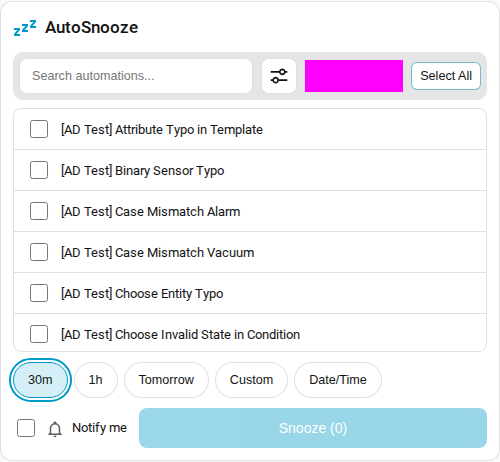 zzz AutoSnooze
Search automations... Select All
[AD Test] Attribute Typo in Template
[AD Test] Binary Sensor Typo
[AD Test] Case Mismatch Alarm
[AD Test] Case Mismatch Vacuum
[AD Test] Choose Entity Typo
[AD Test] Choose Invalid State in Condition
30m 1h Tomorrow Custom Date/Time
Notify me Snooze (0)